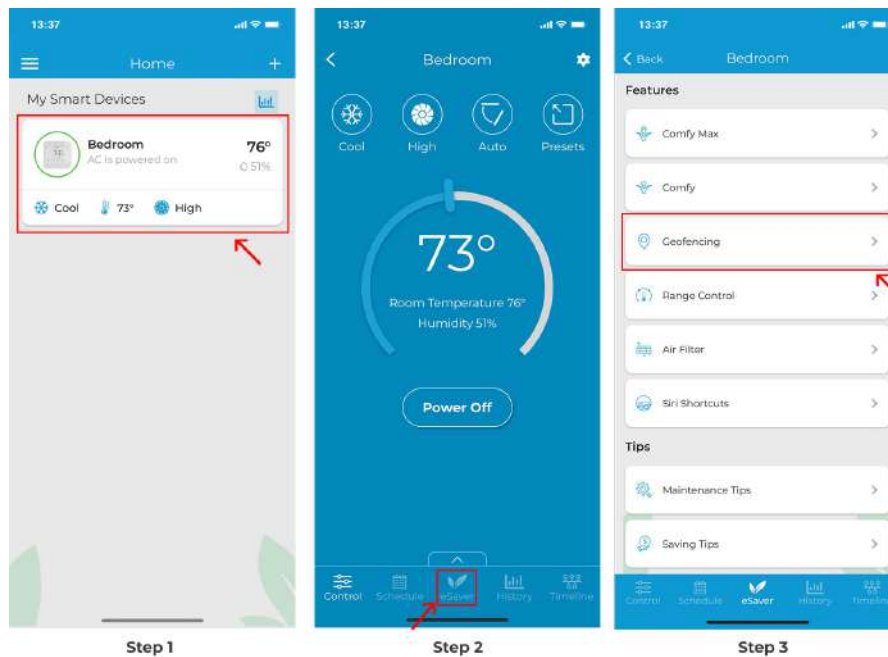 13:37
Home
My Smart Devices
Bedroom
76°
AC is powered on
51%
Cool
73°
High
Step 1
13:37
Bedroom
Cool
High
Auto
Presets
73°
Room Temperature 76°
Humidity 51%
Power Off
Control
Schedule
eSaver
History
Timeline
Step 2
13:37
Back
Bedroom
Features
Comfy Max
Comfy
Geofencing
Range Control
Air Filter
Siri Shortcuts
Tips
Maintenance Tips
Saving Tips
Control
Schedule
eSaver
History
Timeline
Step 3